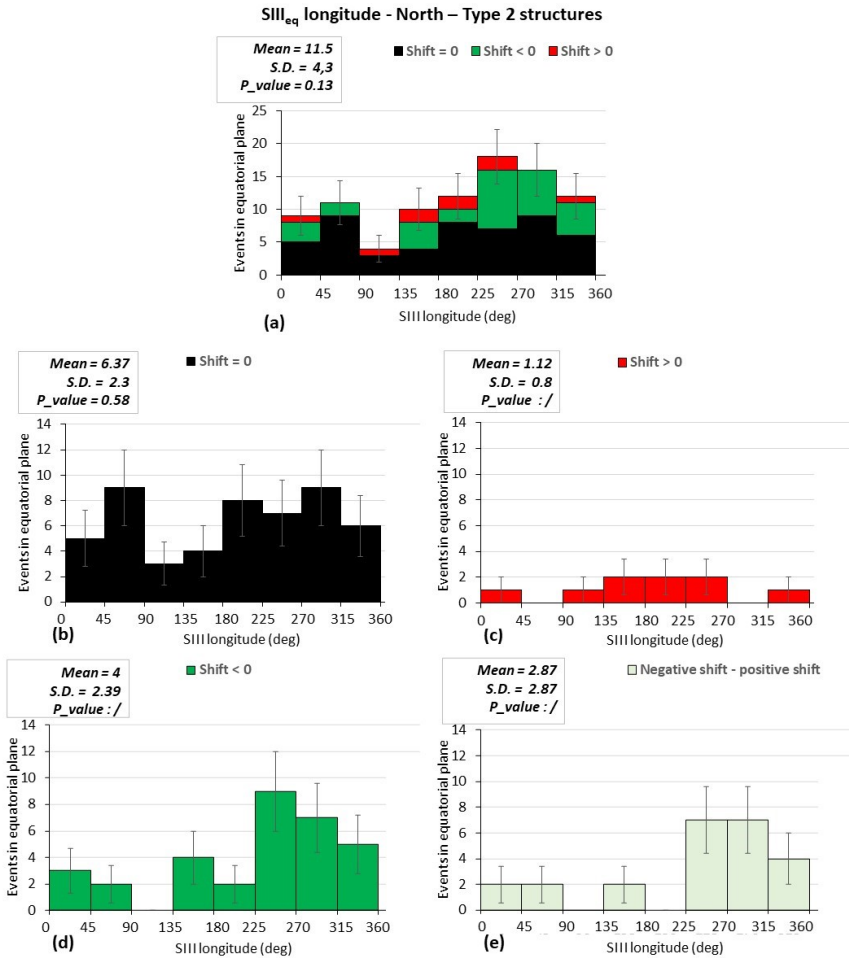 SIIIeq longitude - North – Type 2 structures
Mean = 11.5
S.D. = 4,3
P_value = 0.13
Shift = 0 Shift < 0 Shift > 0
Events in equatorial plane
25
20
15
10
5
0
0 45 90 135 180 225 270 315 360
(a)
SIII longitude (deg)
Mean = 6.37
S.D. = 2.3
P_value = 0.58
Shift = 0
Events in equatorial plane
14
12
10
8
6
4
2
0
0 45 90 135 180 225 270 315 360
(b)
SIII longitude (deg)
Mean = 1.12
S.D. = 0.8
P_value : /
Shift > 0
Events in equatorial plane
14
12
10
8
6
4
2
0
0 45 90 135 180 225 270 315 360
(c)
SIII longitude (deg)
Mean = 4
S.D. = 2.39
P_value : /
Shift < 0
Events in equatorial plane
14
12
10
8
6
4
2
0
0 45 90 135 180 225 270 315 360
(d)
SIII longitude (deg)
Mean = 2.87
S.D. = 2.87
P_value : /
Negative shift - positive shift
Events in equatorial plane
14
12
10
8
6
4
2
0
0 45 90 135 180 225 270 315 360
(e)
SIII longitude (deg)